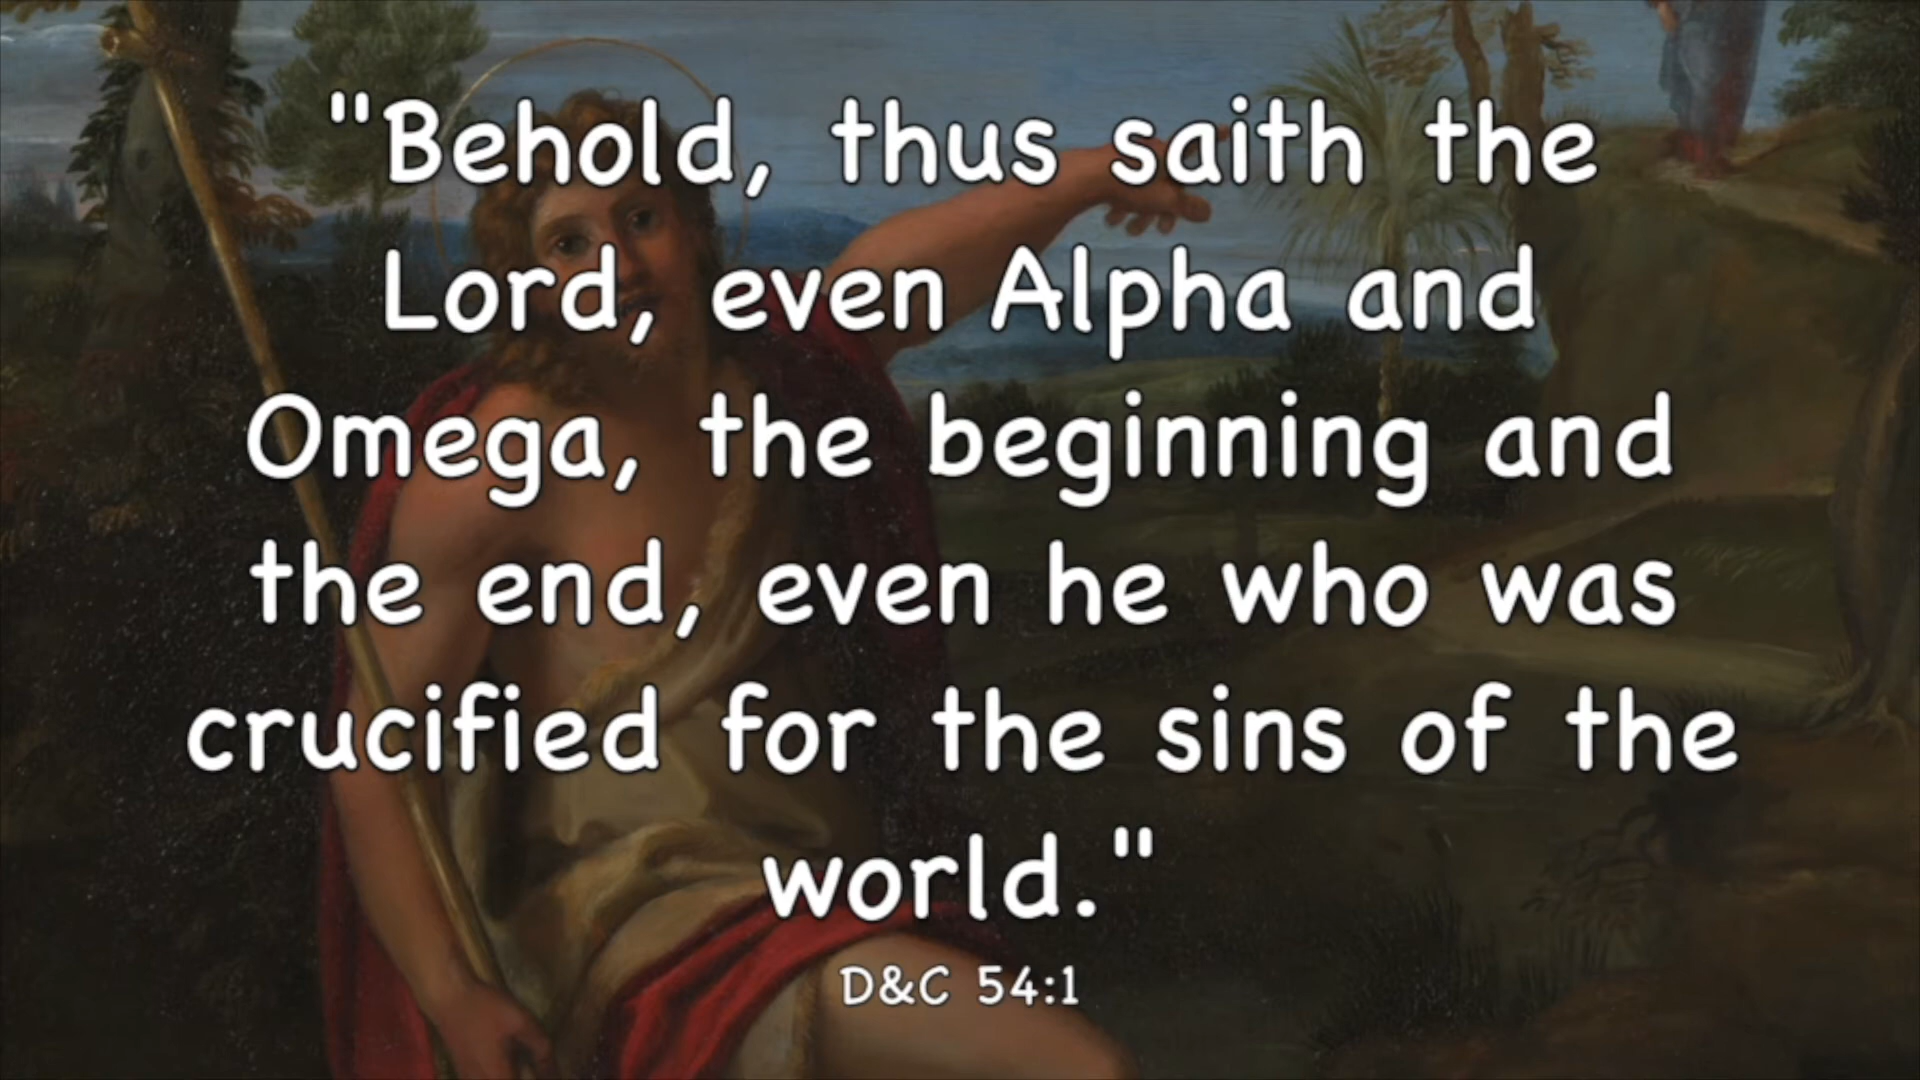 "Behold, thus saith the
Lord, even Alpha and
Omega, the beginning and
the end, even he who was
crucified for the sins of the
world."
D&C 54:1